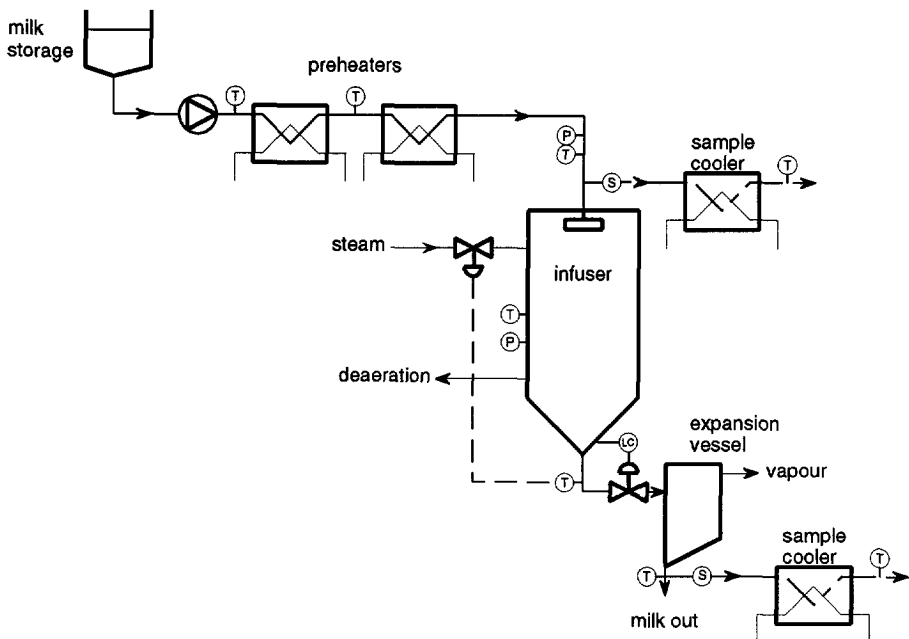 milk
storage
preheaters
T
T
P
T
sample
cooler
T
S
steam
infuser
T
P
deaeration
LC
expansion
vessel
vapour
T
sample
cooler
T
T
S
milk out